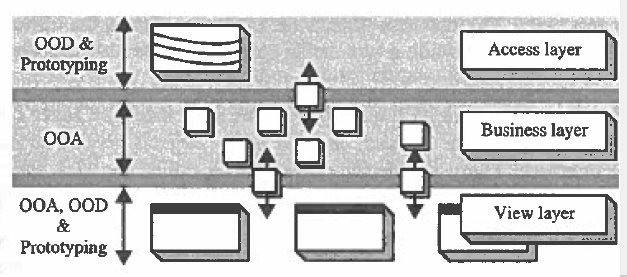 OOD &
Prototyping
Access layer
OOA
Business layer
OOA, OOD
&
Prototyping
View layer